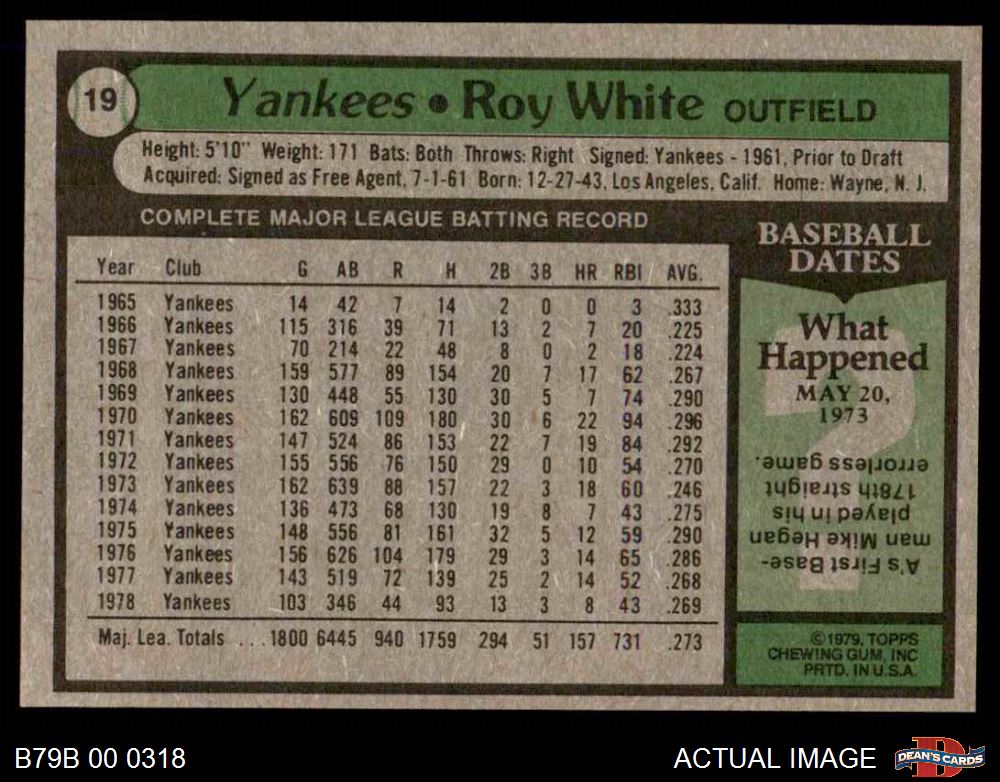 19
Yankees • Roy White OUTFIELD
Height: 5'10" Weight: 171 Bats: Both Throws: Right Signed: Yankees - 1961, Prior to Draft
Acquired: Signed as Free Agent, 7-1-61 Born: 12-27-43, Los Angeles, Calif. Home: Wayne, N. J.
COMPLETE MAJOR LEAGUE BATTING RECORD
Year Club G AB R H 2B 3B HR RBI AVG.
1965 Yankees 14 42 7 14 2 0 0 3 .333
1966 Yankees 115 316 39 71 13 2 7 20 .225
1967 Yankees 70 214 22 48 8 0 2 18 .224
1968 Yankees 159 577 89 154 20 7 17 62 .267
1969 Yankees 130 448 55 130 30 5 7 74 .290
1970 Yankees 162 609 109 180 30 6 22 94 .296
1971 Yankees 147 524 86 153 22 7 19 84 .292
1972 Yankees 155 556 76 150 29 0 10 54 .270
1973 Yankees 162 639 88 157 22 3 18 60 .246
1974 Yankees 136 473 68 130 19 8 7 43 .275
1975 Yankees 148 556 81 161 32 5 12 59 .290
1976 Yankees 156 626 104 179 29 3 14 65 .286
1977 Yankees 143 519 72 139 25 2 14 52 .268
1978 Yankees 103 346 44 93 13 3 8 43 .269
Maj. Lea. Totals ... 1800 6445 940 1759 294 51 157 731 .273
BASEBALL
DATES
What
Happened
MAY 20,
1973
A's First Base-
man Mike Hegan
played in his
178th straight
errorless game.
©1979, TOPPS
CHEWING GUM, INC
PRTD. IN U.S.A.
B79B 00 0318
ACTUAL IMAGE
D
DEAN'S CARDS